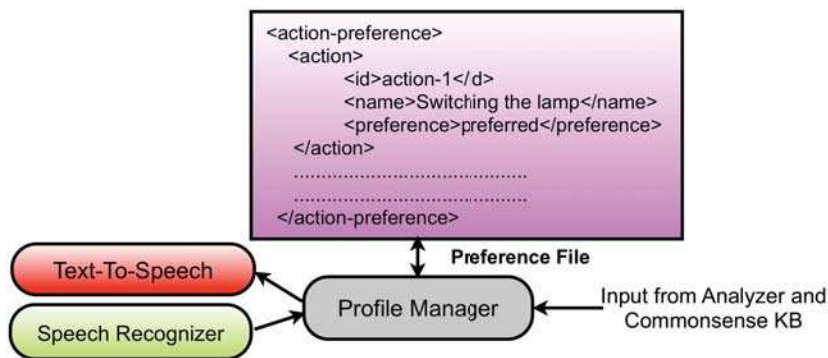 <action-preference>
<action>
<id>action-1</d>
<name>Switching the lamp</name>
<preference>preferred</preference>
</action>
..........................................
..........................................
</action-preference>
Preference File
Text-To-Speech
Profile Manager
Speech Recognizer
Input from Analyzer and
Commonsense KB